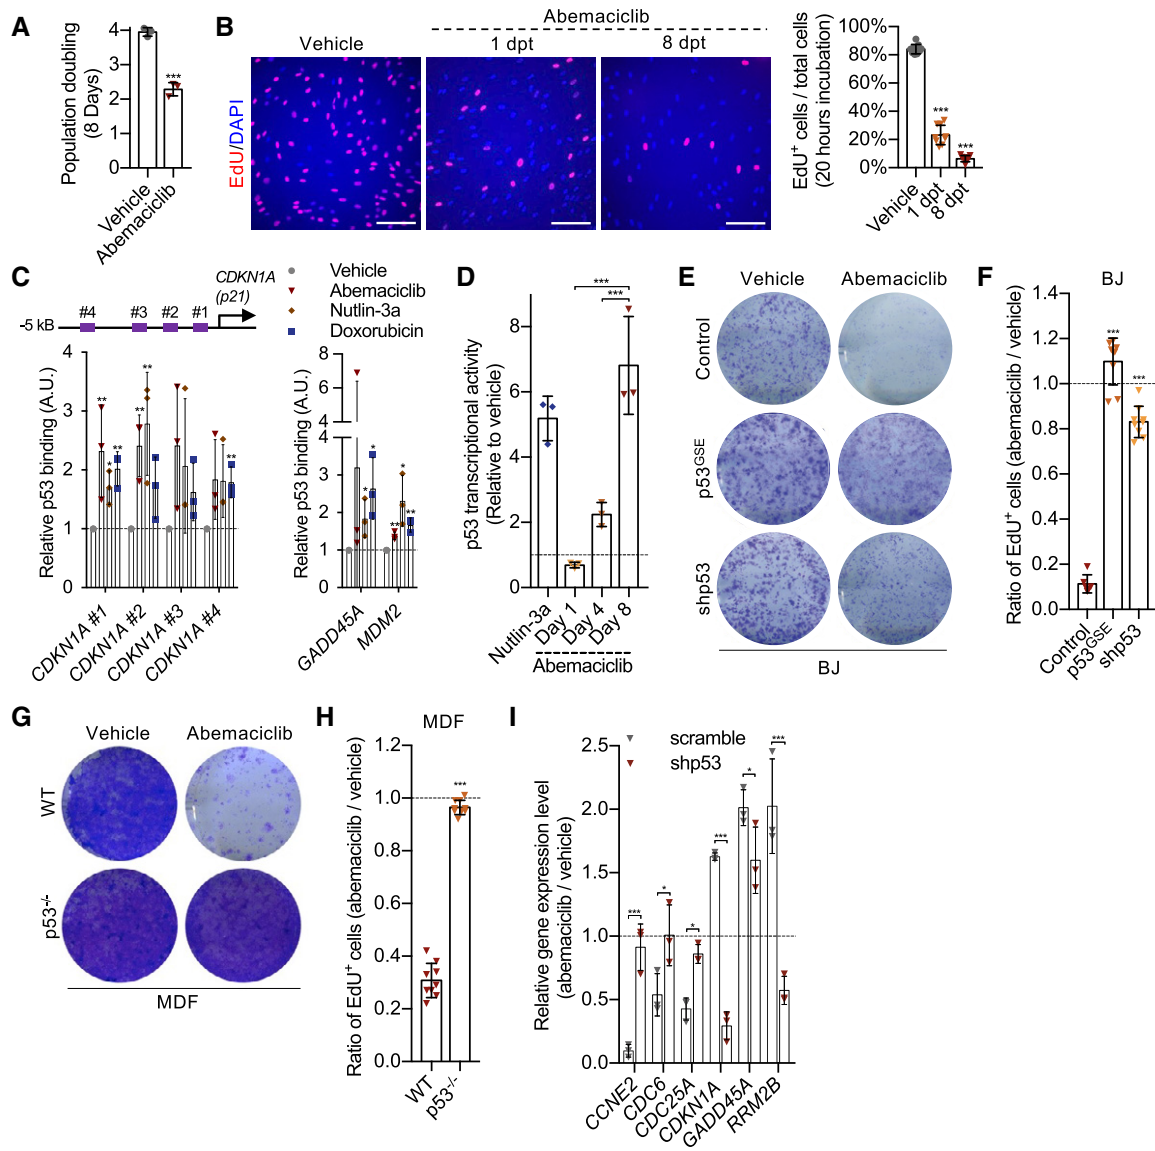 A
Population doubling
(8 Days)
4
3
2
1
0
***
Vehicle
Abemaciclib
B
Abemaciclib
Vehicle
1 dpt
8 dpt
EdU/DAPI
EdU⁺ cells / total cells
(20 hours incubation)
100%
80%
60%
40%
20%
0%
***
***
Vehicle
1 dpt
8 dpt
C
CDKN1A
(p21)
#4
#3
#2
#1
-5 kB
Vehicle
Abemaciclib
Nutlin-3a
Doxorubicin
Relative p53 binding (A.U.)
4
3
2
1
0
**
*
**
**
**
**
CDKN1A #1
CDKN1A #2
CDKN1A #3
CDKN1A #4
Relative p53 binding (A.U.)
8
6
4
4
3
2
1
0
*
*
**
*
**
GADD45A
MDM2
D
p53 transcriptional activity
(Relative to vehicle)
8
6
4
2
0
***
***
Nutlin-3a
Day 1
Day 4
Day 8
Abemaciclib
E
Vehicle
Abemaciclib
Control
p53ᴳˢᴱ
shp53
BJ
F
BJ
Ratio of EdU⁺ cells (abemaciclib / vehicle)
1.4
1.2
1.0
0.8
0.6
0.4
0.2
0.0
***
***
Control
p53ᴳˢᴱ
shp53
G
Vehicle
Abemaciclib
WT
p53⁻/⁻
MDF
H
MDF
Ratio of EdU⁺ cells (abemaciclib / vehicle)
1.2
1.0
0.8
0.6
0.4
0.2
0.0
***
WT
p53⁻/⁻
I
scramble
shp53
Relative gene expression level
(abemaciclib / vehicle)
2.5
2.0
1.5
1.0
0.5
0.0
***
*
*
***
*
***
CCNE2
CDC6
CDC25A
CDKN1A
GADD45A
RRM2B